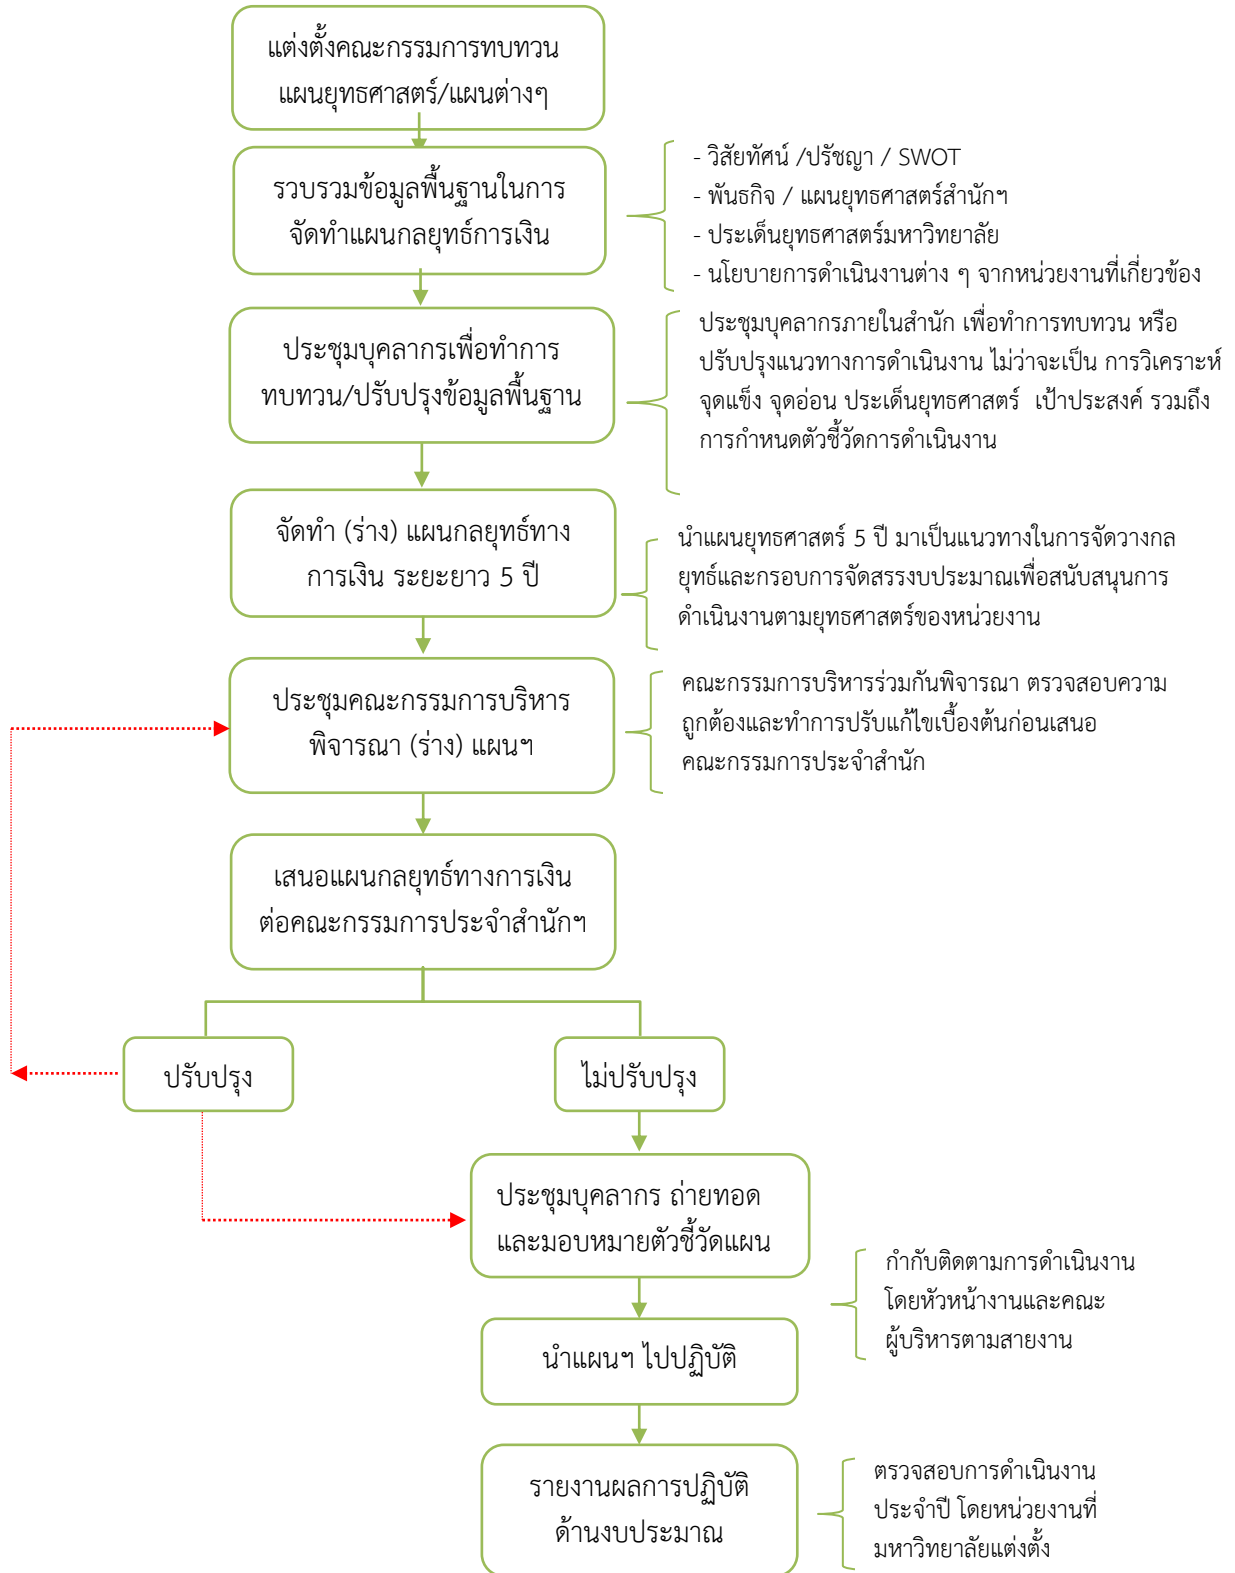 แต่งตั้งคณะกรรมการทบทวน
แผนยุทธศาสตร์/แผนต่างๆ
รวบรวมข้อมูลพื้นฐานในการ
จัดทำแผนกลยุทธ์การเงิน
- วิสัยทัศน์ /ปรัชญา / SWOT
- พันธกิจ / แผนยุทธศาสตร์สำนักฯ
- ประเด็นยุทธศาสตร์มหาวิทยาลัย
- นโยบายการดำเนินงานต่าง ๆ จากหน่วยงานที่เกี่ยวข้อง
ประชุมบุคลากรเพื่อทำการ
ทบทวน/ปรับปรุงข้อมูลพื้นฐาน
ประชุมบุคลากรภายในสำนัก เพื่อทำการทบทวน หรือ
ปรับปรุงแนวทางการดำเนินงาน ไม่ว่าจะเป็น การวิเคราะห์
จุดแข็ง จุดอ่อน ประเด็นยุทธศาสตร์ เป้าประสงค์ รวมถึง
การกำหนดตัวชี้วัดการดำเนินงาน
จัดทำ (ร่าง) แผนกลยุทธ์ทาง
การเงิน ระยะยาว 5 ปี
นำแผนยุทธศาสตร์ 5 ปี มาเป็นแนวทางในการจัดวางกล
ยุทธ์และกรอบการจัดสรรงบประมาณเพื่อสนับสนุนการ
ดำเนินงานตามยุทธศาสตร์ของหน่วยงาน
ประชุมคณะกรรมการบริหาร
พิจารณา (ร่าง) แผนฯ
คณะกรรมการบริหารร่วมกันพิจารณา ตรวจสอบความ
ถูกต้องและทำการปรับแก้ไขเบื้องต้นก่อนเสนอ
คณะกรรมการประจำสำนัก
เสนอแผนกลยุทธ์ทางการเงิน
ต่อคณะกรรมการประจำสำนักฯ
ปรับปรุง
ไม่ปรับปรุง
ประชุมบุคลากร ถ่ายทอด
และมอบหมายตัวชี้วัดแผน
กำกับติดตามการดำเนินงาน
โดยหัวหน้างานและคณะ
ผู้บริหารตามสายงาน
นำแผนฯ ไปปฏิบัติ
รายงานผลการปฏิบัติ
ด้านงบประมาณ
ตรวจสอบการดำเนินงาน
ประจำปี โดยหน่วยงานที่
มหาวิทยาลัยแต่งตั้ง